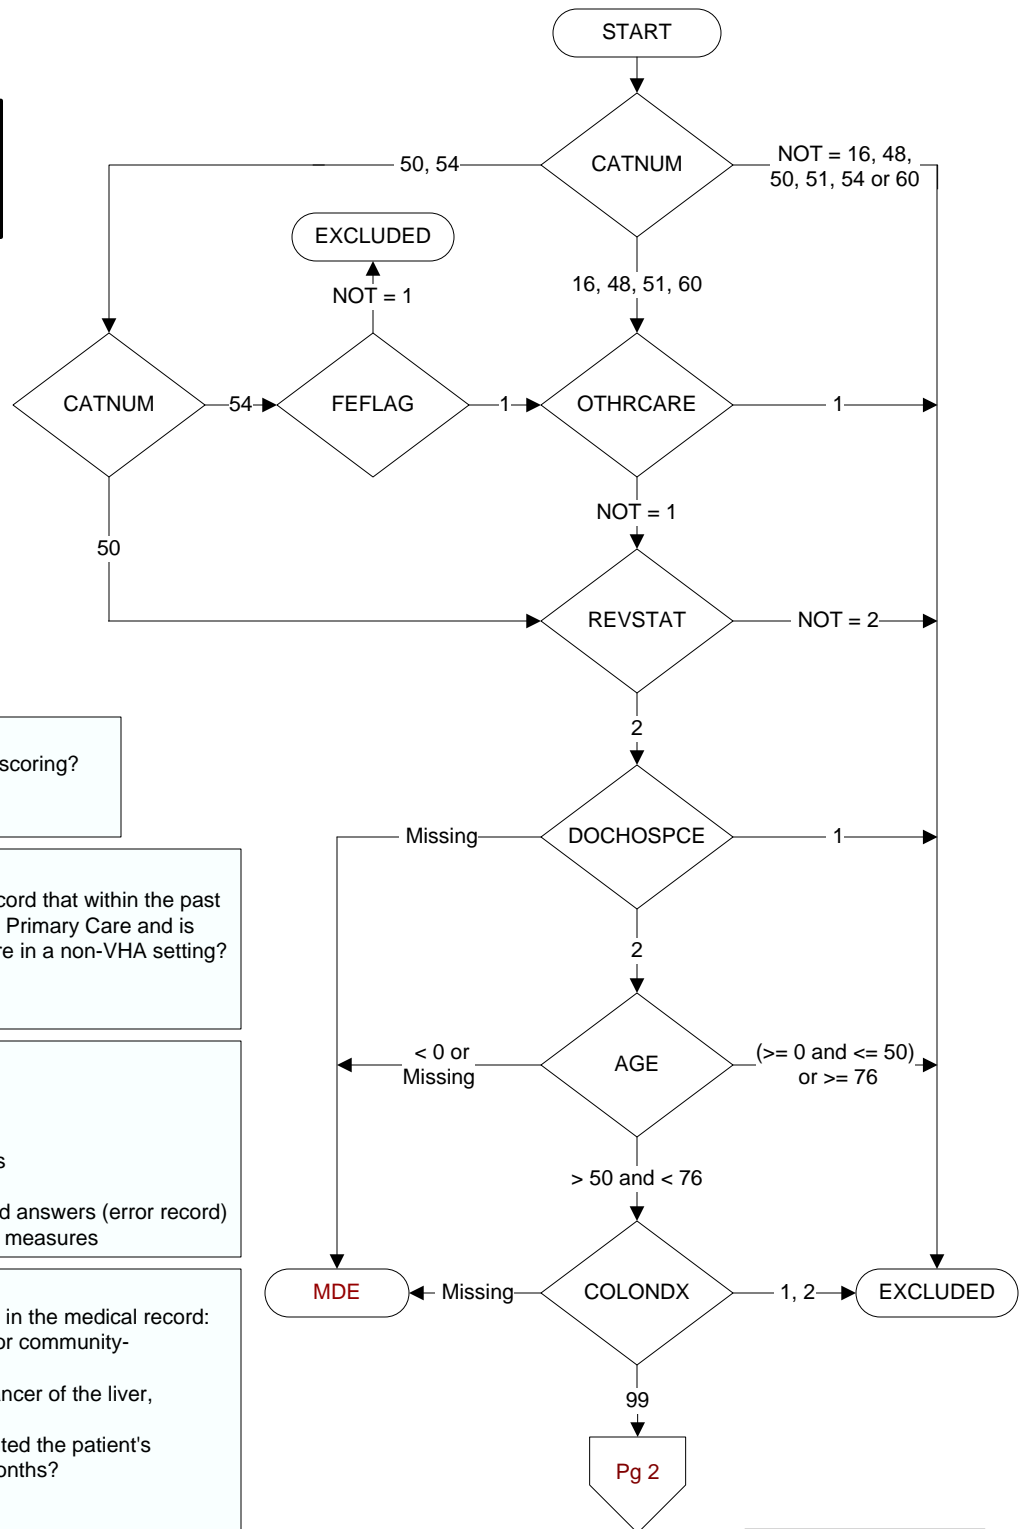 START
CATNUM
50, 54
NOT = 16, 48,
50, 51, 54 or 60
EXCLUDED
16, 48, 51, 60
NOT = 1
CATNUM
54
FEFLAG
1
OTHRCARE
1
NOT = 1
50
REVSTAT
NOT = 2
2
scoring?
DOCHOSPCE
Missing
1
cord that within the past
Primary Care and is
re in a non-VHA setting?
2
AGE
< 0 or
Missing
(>= 0 and <= 50)
or >= 76
s
d answers (error record)
measures
> 50 and < 76
MDE
Missing
COLONDX
1, 2
EXCLUDED
in the medical record:
or community-
ncer of the liver,
ted the patient's
onths?
99
Pg 2